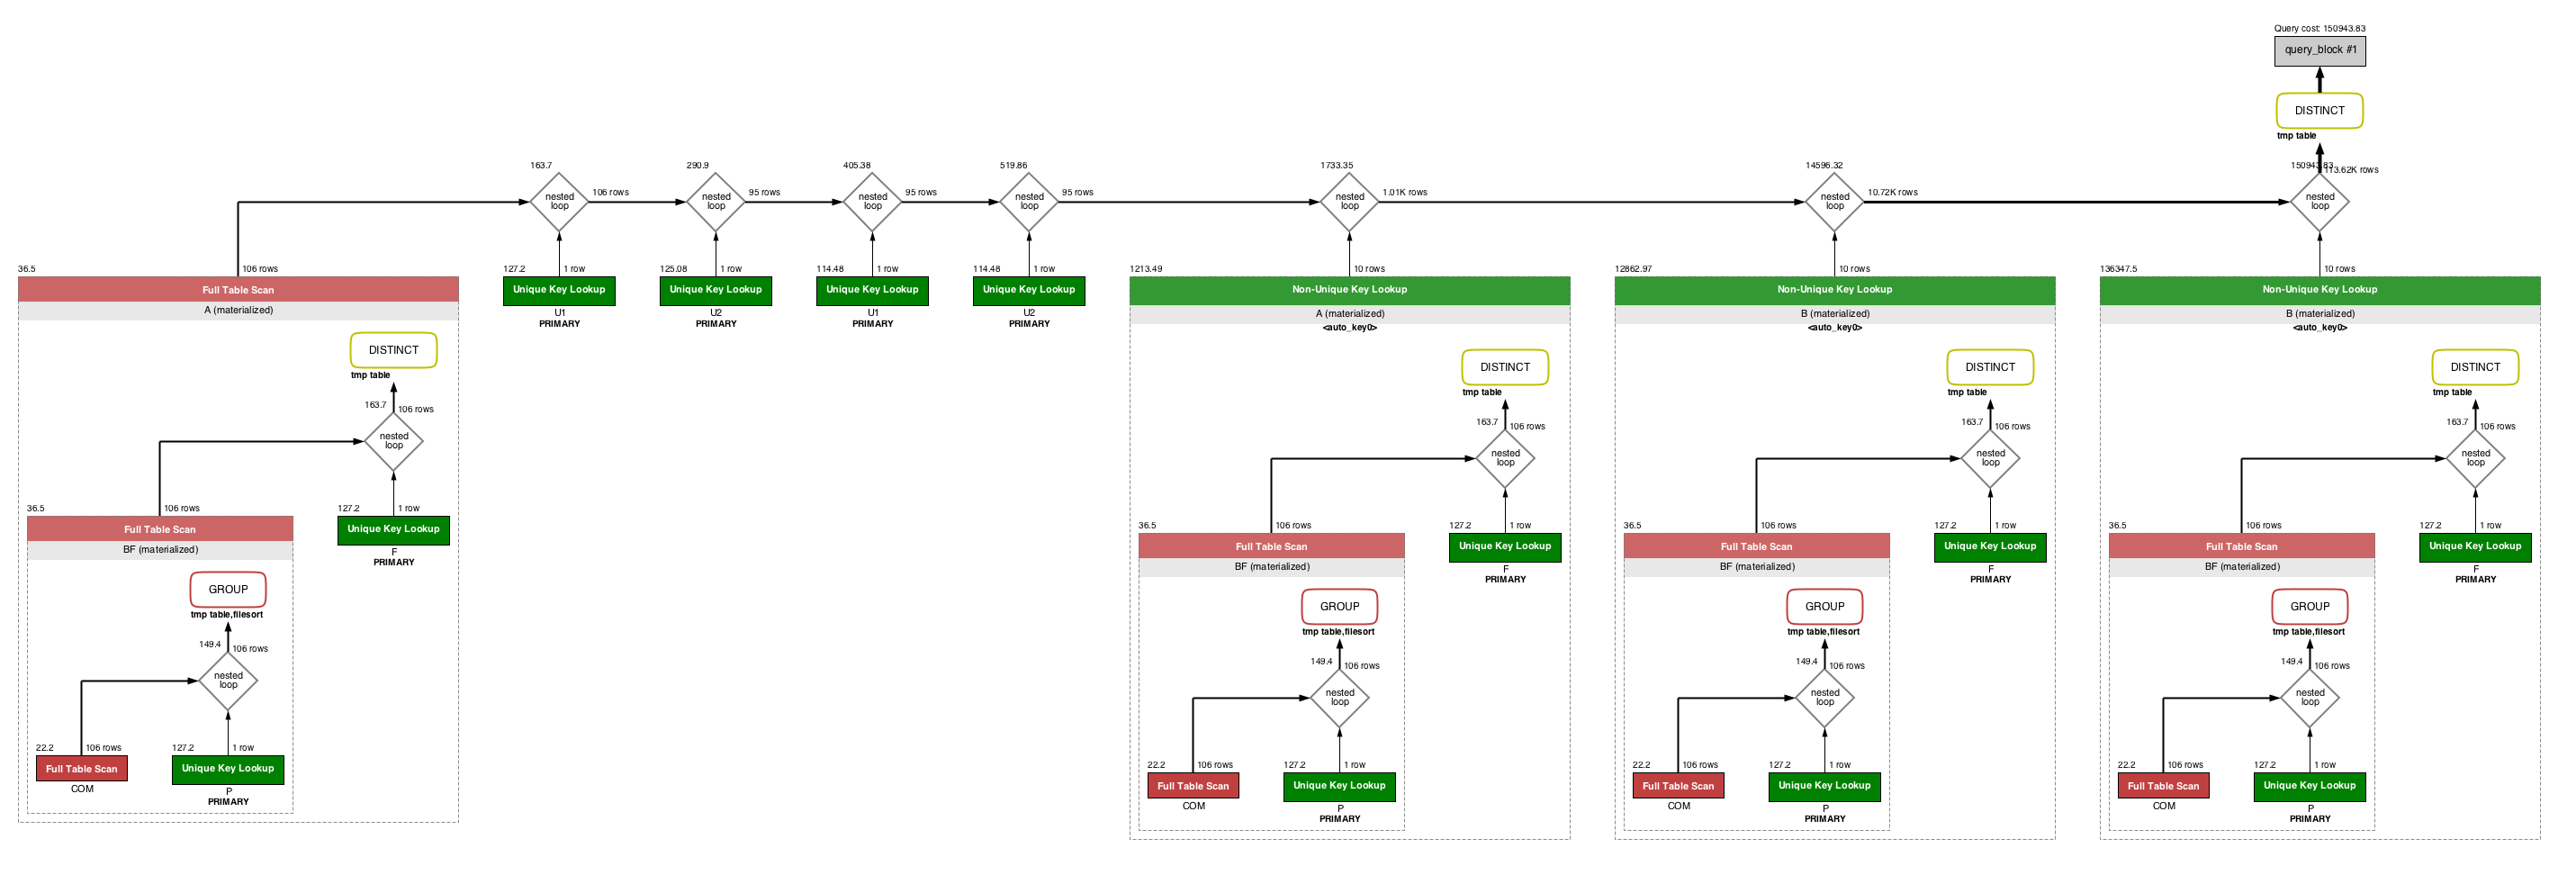 Query cost: 150943.83
query_block #1
DISTINCT
tmp table
163.7
290.9
405.38
519.86
1733.35
14596.32
150943.83
113.62K rows
nested
loop
106 rows
nested
loop
95 rows
nested
loop
95 rows
nested
loop
95 rows
nested
loop
1.01K rows
nested
loop
10.72K rows
nested
loop
36.5
106 rows
Full Table Scan
A (materialized)
DISTINCT
tmp table
163.7
106 rows
nested
loop
36.5
106 rows
Full Table Scan
BF (materialized)
127.2
1 row
Unique Key Lookup
F
PRIMARY
GROUP
tmp table,filesort
149.4
106 rows
nested
loop
22.2
106 rows
Full Table Scan
COM
127.2
1 row
Unique Key Lookup
P
PRIMARY
127.2
1 row
Unique Key Lookup
U1
PRIMARY
125.08
1 row
Unique Key Lookup
U2
PRIMARY
114.48
1 row
Unique Key Lookup
U1
PRIMARY
114.48
1 row
Unique Key Lookup
U2
PRIMARY
1213.49
10 rows
Non-Unique Key Lookup
A (materialized)
<auto_key0>
DISTINCT
tmp table
163.7
106 rows
nested
loop
36.5
106 rows
Full Table Scan
BF (materialized)
127.2
1 row
Unique Key Lookup
F
PRIMARY
GROUP
tmp table,filesort
149.4
106 rows
nested
loop
22.2
106 rows
Full Table Scan
COM
127.2
1 row
Unique Key Lookup
P
PRIMARY
12862.97
10 rows
Non-Unique Key Lookup
B (materialized)
<auto_key0>
DISTINCT
tmp table
163.7
106 rows
nested
loop
36.5
106 rows
Full Table Scan
BF (materialized)
127.2
1 row
Unique Key Lookup
F
PRIMARY
GROUP
tmp table,filesort
149.4
106 rows
nested
loop
22.2
106 rows
Full Table Scan
COM
127.2
1 row
Unique Key Lookup
P
PRIMARY
136347.5
10 rows
Non-Unique Key Lookup
B (materialized)
<auto_key0>
DISTINCT
tmp table
163.7
106 rows
nested
loop
36.5
106 rows
Full Table Scan
BF (materialized)
127.2
1 row
Unique Key Lookup
F
PRIMARY
GROUP
tmp table,filesort
149.4
106 rows
nested
loop
22.2
106 rows
Full Table Scan
COM
127.2
1 row
Unique Key Lookup
P
PRIMARY